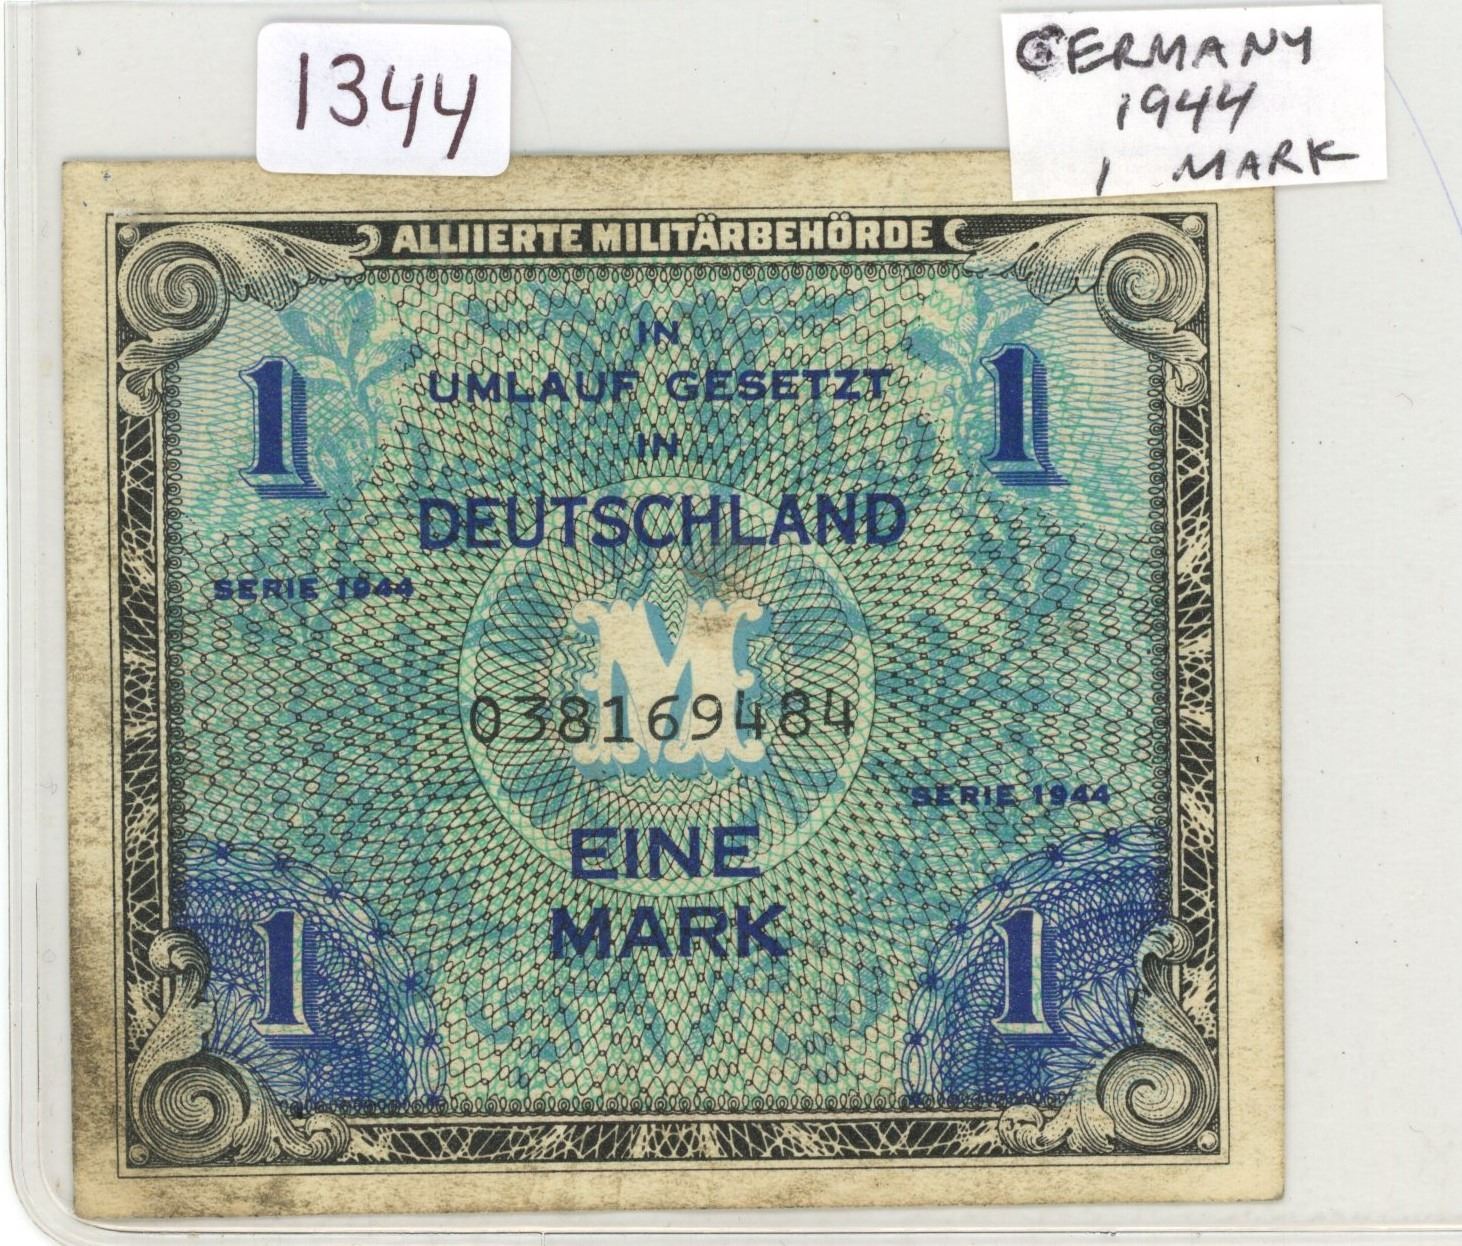 1344
GERMANY
1944
1 MARK
ALLIIERTE MILITÄRBEHÖRDE
IN
1 UMLAUF GESETZT 1
IN
DEUTSCHLAND
SERIE 1944
M
038169484
SERIE 1944
EINE
MARK
1 1